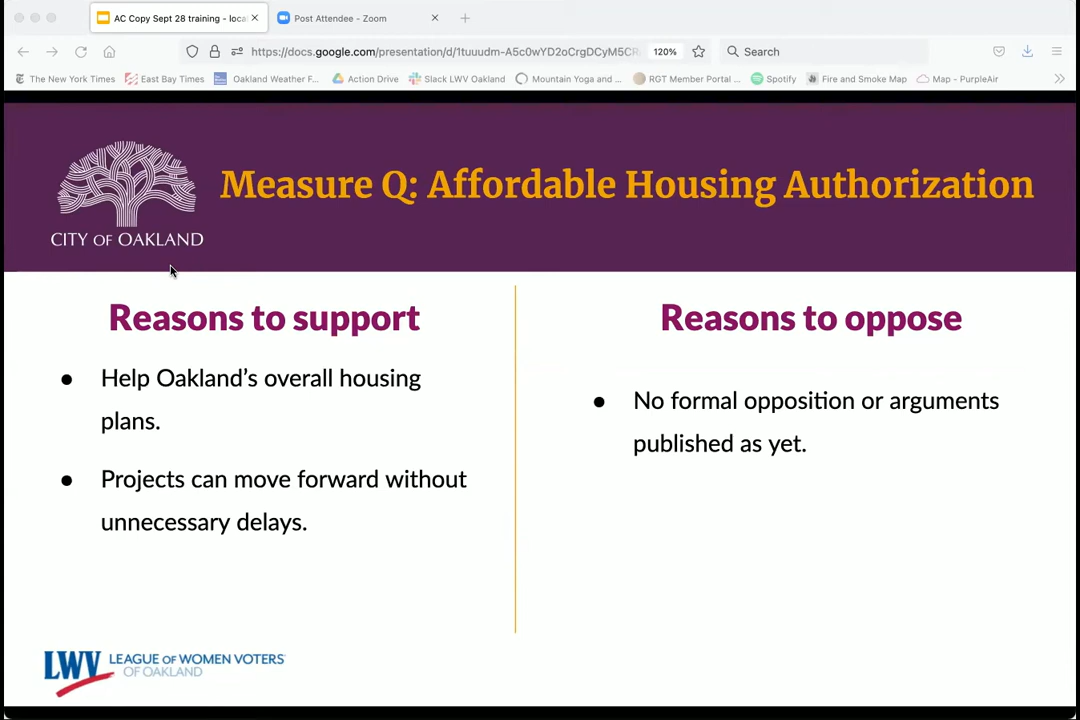 AC Copy Sept 28 training - loca
Post Attendee - Zoom
https://docs.google.com/presentation/d/1tuuudm-A5c0wYD2oCrgDCyM5CR
120%
Search
The New York Times
East Bay Times
Oakland Weather F...
Action Drive
Slack LWV Oakland
Mountain Yoga and ...
RGT Member Portal ...
Spotify
Fire and Smoke Map
Map - PurpleAir
CITY OF OAKLAND
Measure Q: Affordable Housing Authorization
Reasons to support
• Help Oakland's overall housing
plans.
• Projects can move forward without
unnecessary delays.
Reasons to oppose
• No formal opposition or arguments
published as yet.
LWV LEAGUE OF WOMEN VOTERS®
OF OAKLAND